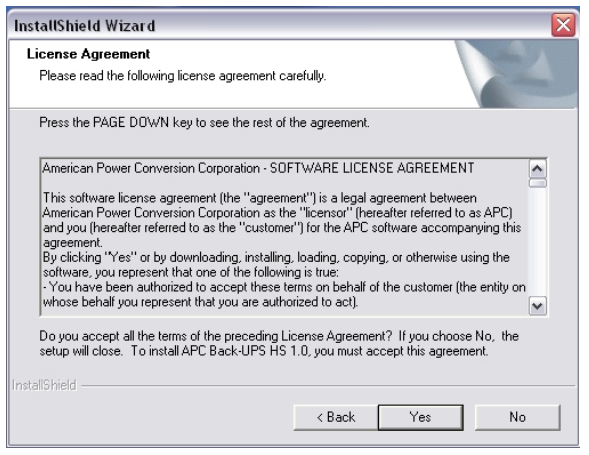 InstallShield Wizard
License Agreement
Please read the following license agreement carefully.
Press the PAGE DOWN key to see the rest of the agreement.
American Power Conversion Corporation - SOFTWARE LICENSE AGREEMENT
This software license agreement (the "agreement") is a legal agreement between
American Power Conversion Corporation as the "licensor" (hereafter referred to as APC)
and you (hereafter referred to as the "customer") for the APC software accompanying this
agreement.
By clicking "Yes" or by downloading, installing, loading, copying, or otherwise using the
software, you represent that one of the following is true:
- You have been authorized to accept these terms on behalf of the customer (the entity on
whose behalf you represent that you are authorized to act).
Do you accept all the terms of the preceding License Agreement? If you choose No, the
setup will close. To install APC Back-UPS HS 1.0, you must accept this agreement.
InstallShield
< Back Yes No